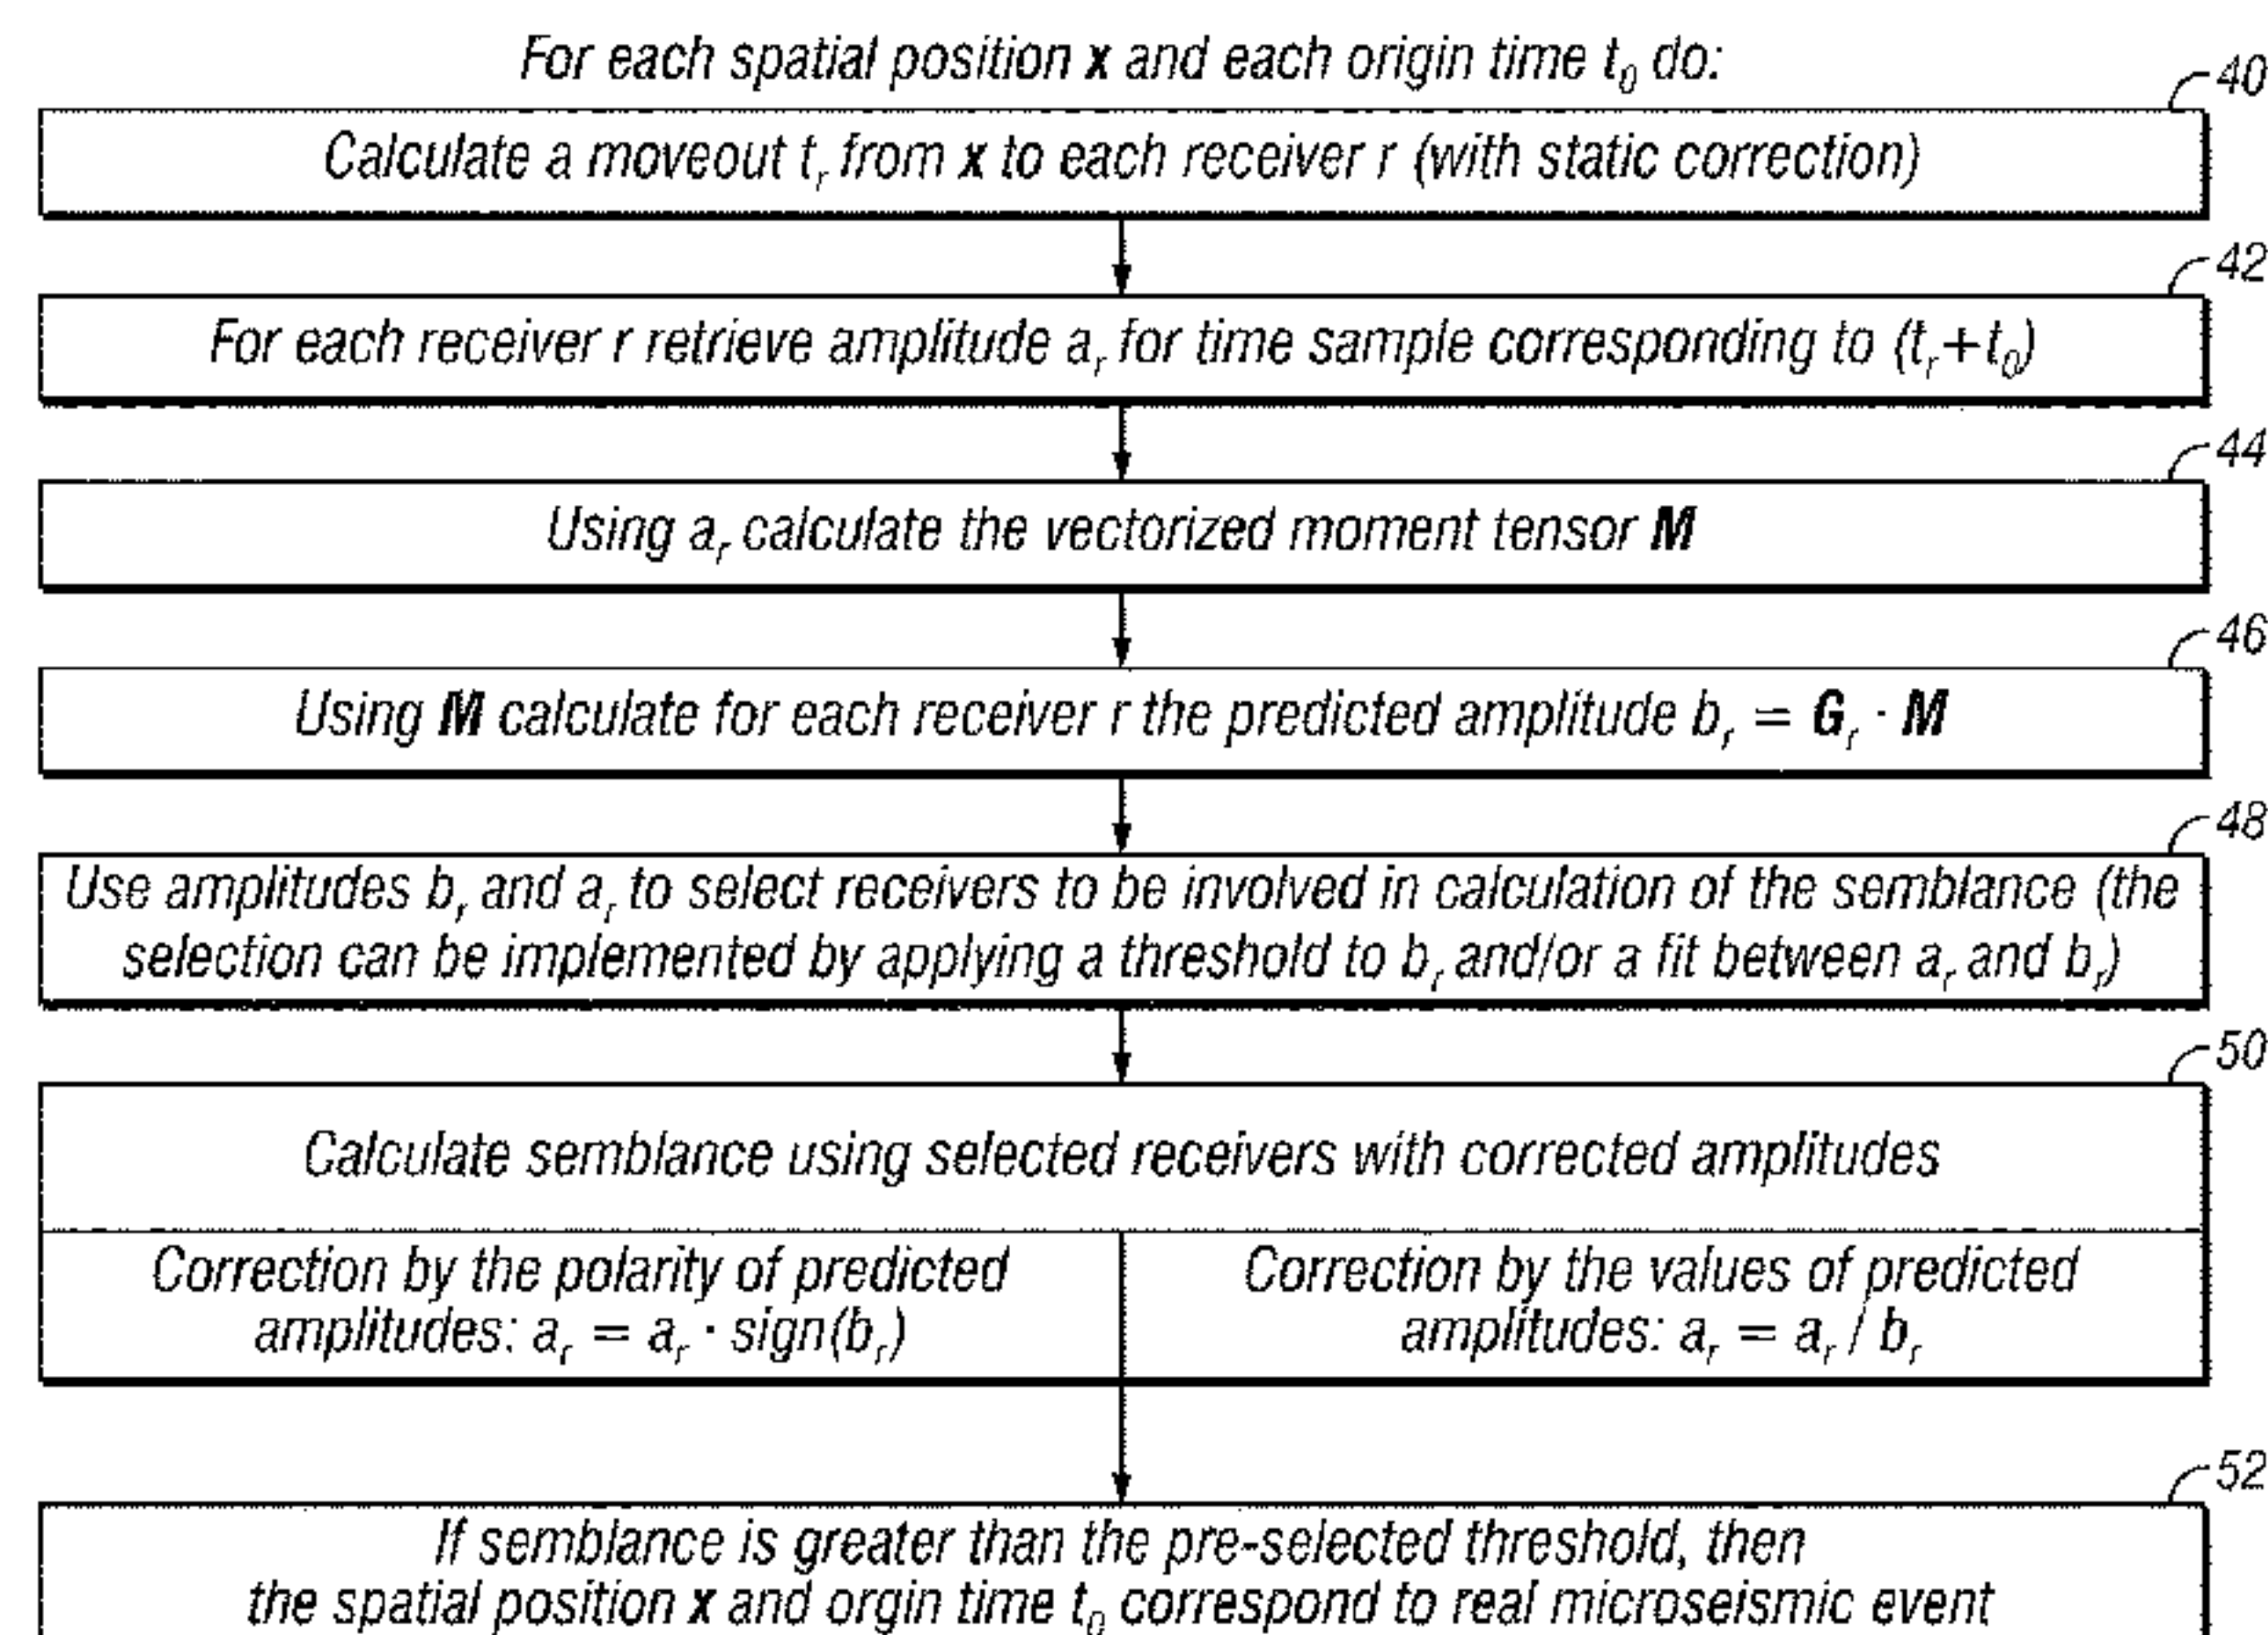 For each spatial position x and each origin time t₀ do:
40
Calculate a moveout tᵣ from x to each receiver r (with static correction)
42
For each receiver r retrieve amplitude aᵣ for time sample corresponding to (tᵣ+t₀)
44
Using aᵣ calculate the vectorized moment tensor M
46
Using M calculate for each receiver r the predicted amplitude bᵣ = Gᵣ · M
48
Use amplitudes bᵣ and aᵣ to select receivers to be involved in calculation of the semblance (the
selection can be implemented by applying a threshold to bᵣ and/or a fit between aᵣ and bᵣ)
50
Calculate semblance using selected receivers with corrected amplitudes
Correction by the polarity of predicted
amplitudes: aᵣ = aᵣ · sign(bᵣ)
Correction by the values of predicted
amplitudes: aᵣ = aᵣ / bᵣ
52
If semblance is greater than the pre-selected threshold, then
the spatial position x and orgin time t₀ correspond to real microseismic event